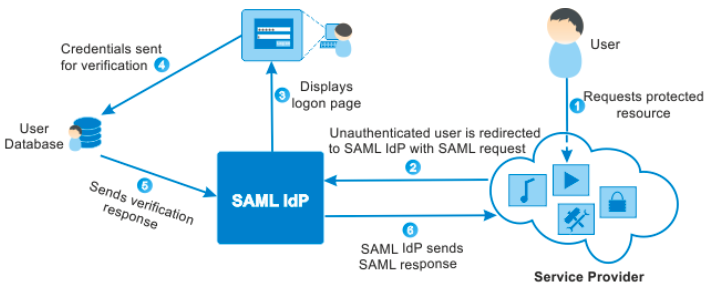 User
1
Requests protected
resource
Unauthenticated user is redirected
to SAML IdP with SAML request
2
3
Displays
logon page
Credentials sent
for verification 4
User
Database
5
Sends verification
response
SAML IdP
6
SAML IdP sends
SAML response
Service Provider